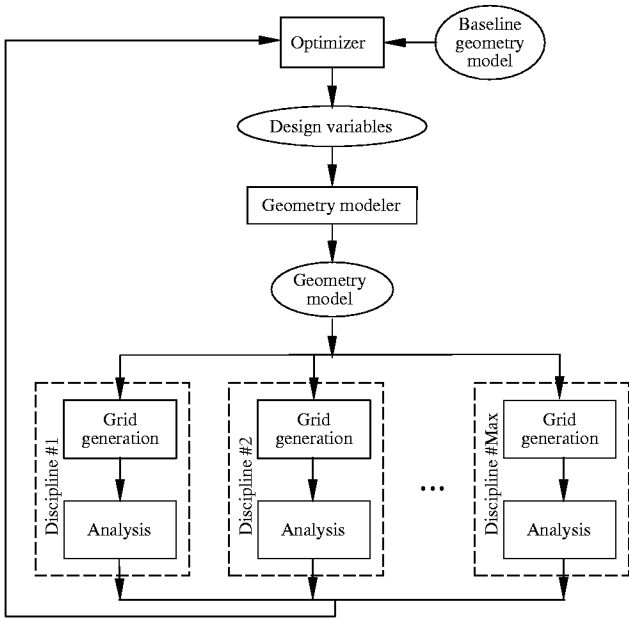 Optimizer
Baseline
geometry
model
Design variables
Geometry modeler
Geometry
model
Discipline #1
Grid
generation
Analysis
Discipline #2
Grid
generation
Analysis
...
Discipline #Max
Grid
generation
Analysis